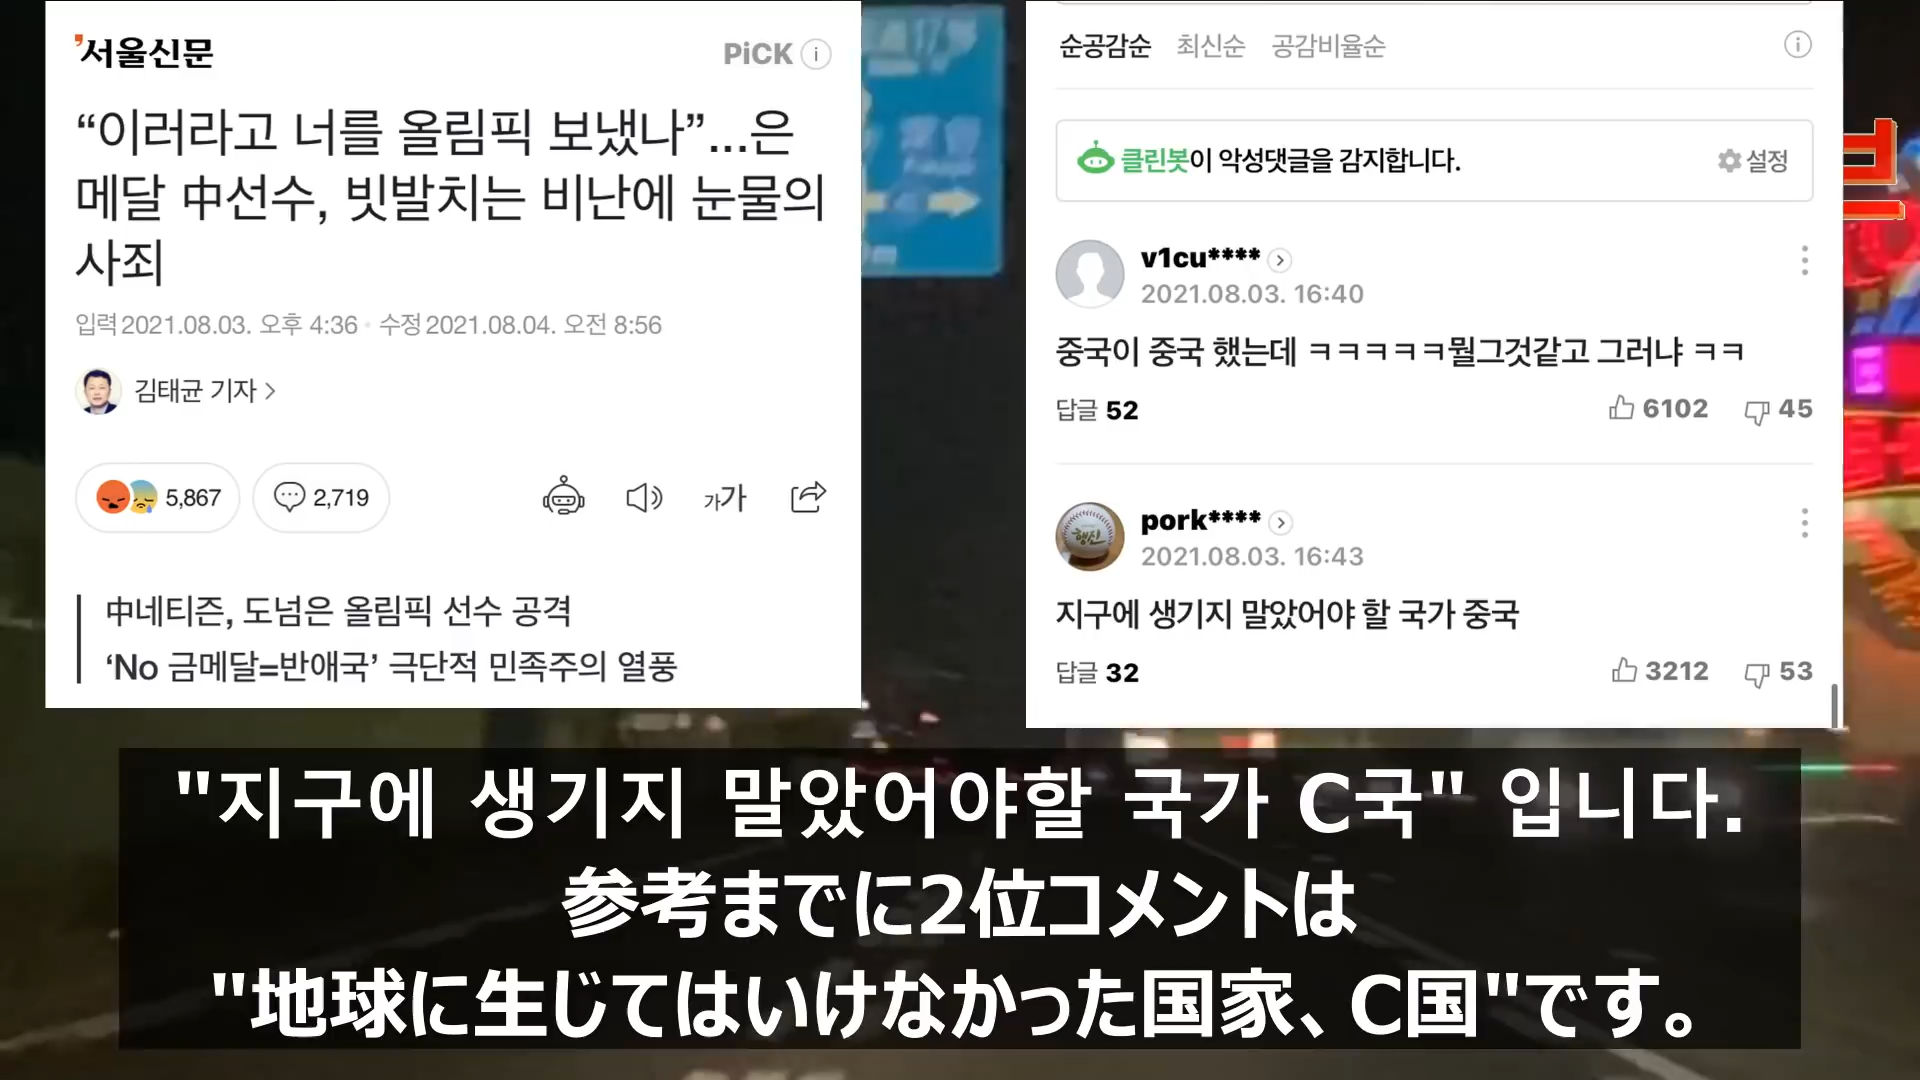 서울신문
PiCK
“이러라고 너를 올림픽 보냈나”...은
메달 中선수, 빗발치는 비난에 눈물의
사죄
입력 2021.08.03. 오후 4:36 · 수정 2021.08.04. 오전 8:56
김태균 기자
5,867
2,719
가가
中네티즌, 도넘은 올림픽 선수 공격
‘No 금메달=반애국’ 극단적 민족주의 열풍
순공감순 최신순 공감비율순
클린봇이 악성댓글을 감지합니다.
설정
v1cu****
2021.08.03. 16:40
중국이 중국 했는데 ㅋㅋㅋㅋㅋ뭘그것같고 그러냐 ㅋㅋ
답글 52
6102 45
행신
pork****
2021.08.03. 16:43
지구에 생기지 말았어야 할 국가 중국
답글 32
3212 53
"지구에 생기지 말았어야할 국가 C국" 입니다.
参考までに2位コメントは
"地球に生じてはいけなかった国家、C国"です。